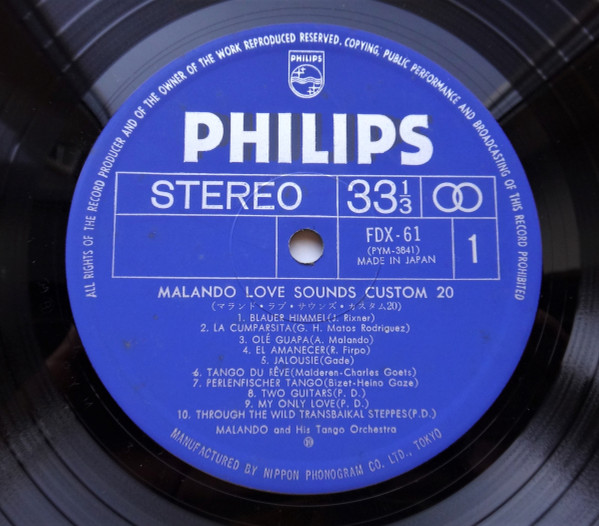 ALL RIGHTS OF THE RECORD PRODUCER AND OF THE OWNER OF THE WORK REPRODUCED RESERVED. COPYING, PUBLIC PERFORMANCE AND BROADCASTING OF THIS RECORD PROHIBITED
PHILIPS
PHILIPS
STEREO 33 1/3
FDX-61
(PYM-3841)
MADE IN JAPAN
1
MALANDO LOVE SOUNDS CUSTOM 20
(マランド・ラブ・サウンズ・カスタム20)
1. BLAUER HIMMEL(J. Rixner)
2. LA CUMPARSITA(G. H. Matos Rodriguez)
3. OLÉ GUAPA(A. Malando)
4. EL AMANECER(R. Firpo)
5. JALOUSIE(Gade)
6. TANGO DU RÊVE(Malderen-Charles Goets)
7. PERLENFISCHER TANGO(Bizet-Heino Gaze)
8. TWO GUITARS(P. D.)
9. MY ONLY LOVE(P. D.)
10. THROUGH THE WILD TRANSBAIKAL STEPPES(P. D.)
MALANDO and His Tango Orchestra
MANUFACTURED BY NIPPON PHONOGRAM CO. LTD., TOKYO